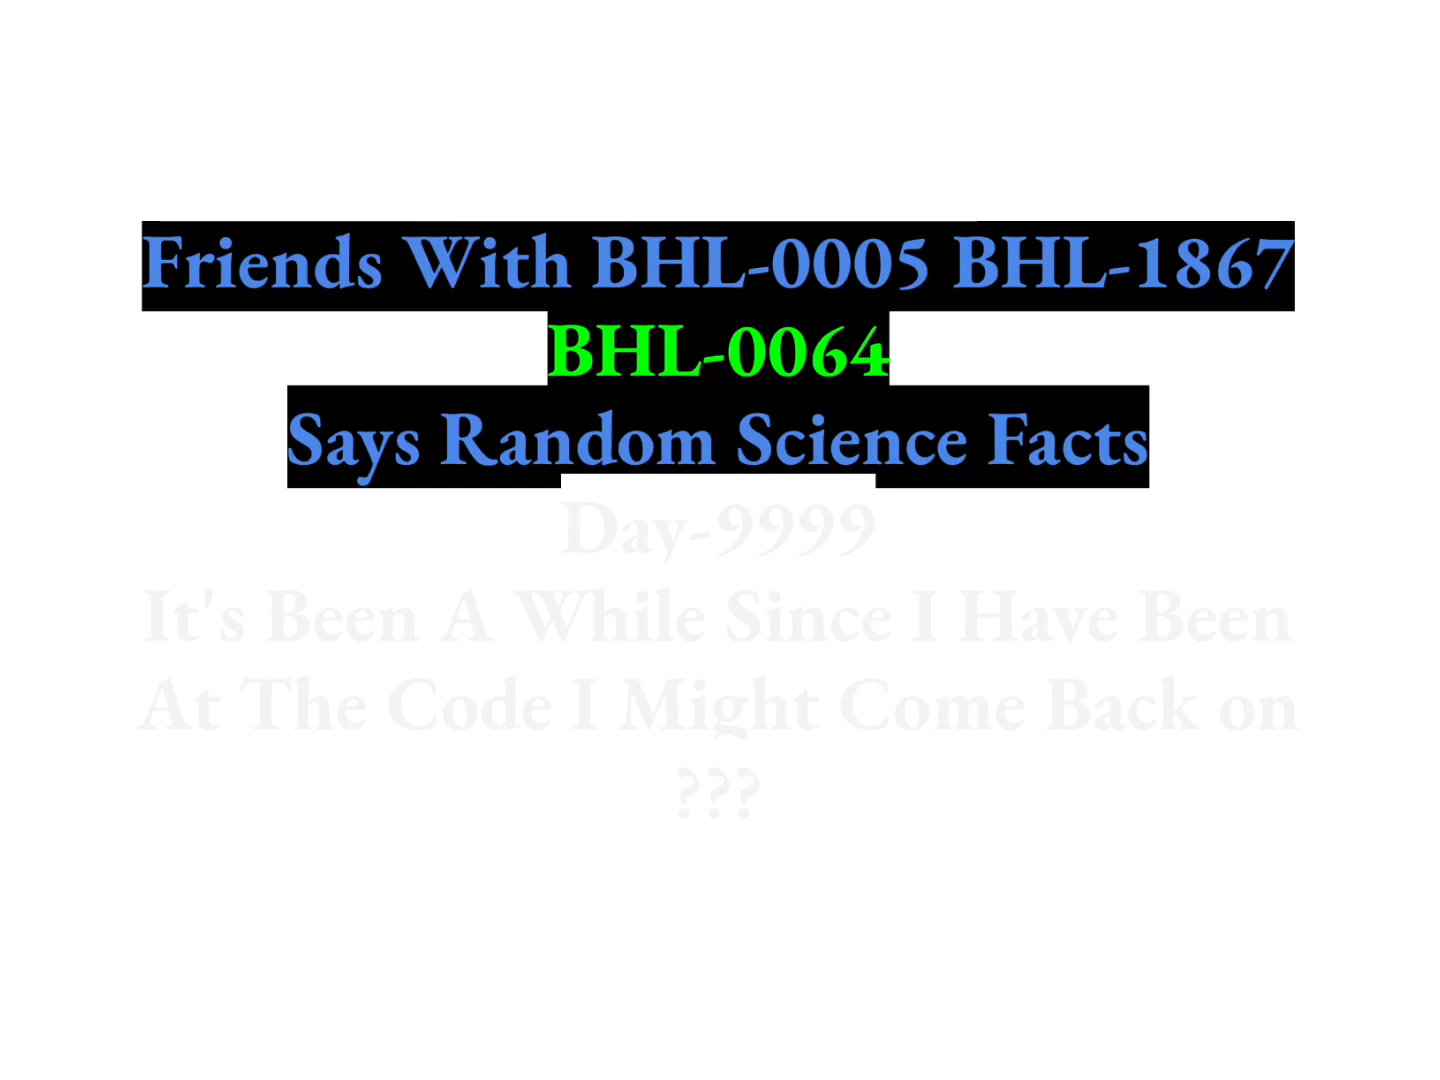 Friends With BHL-0005 BHL-1867
BHL-0064
Says Random Science Facts
Day-9999
It's Been A While Since I Have Been
At The Code I Might Come Back on
???